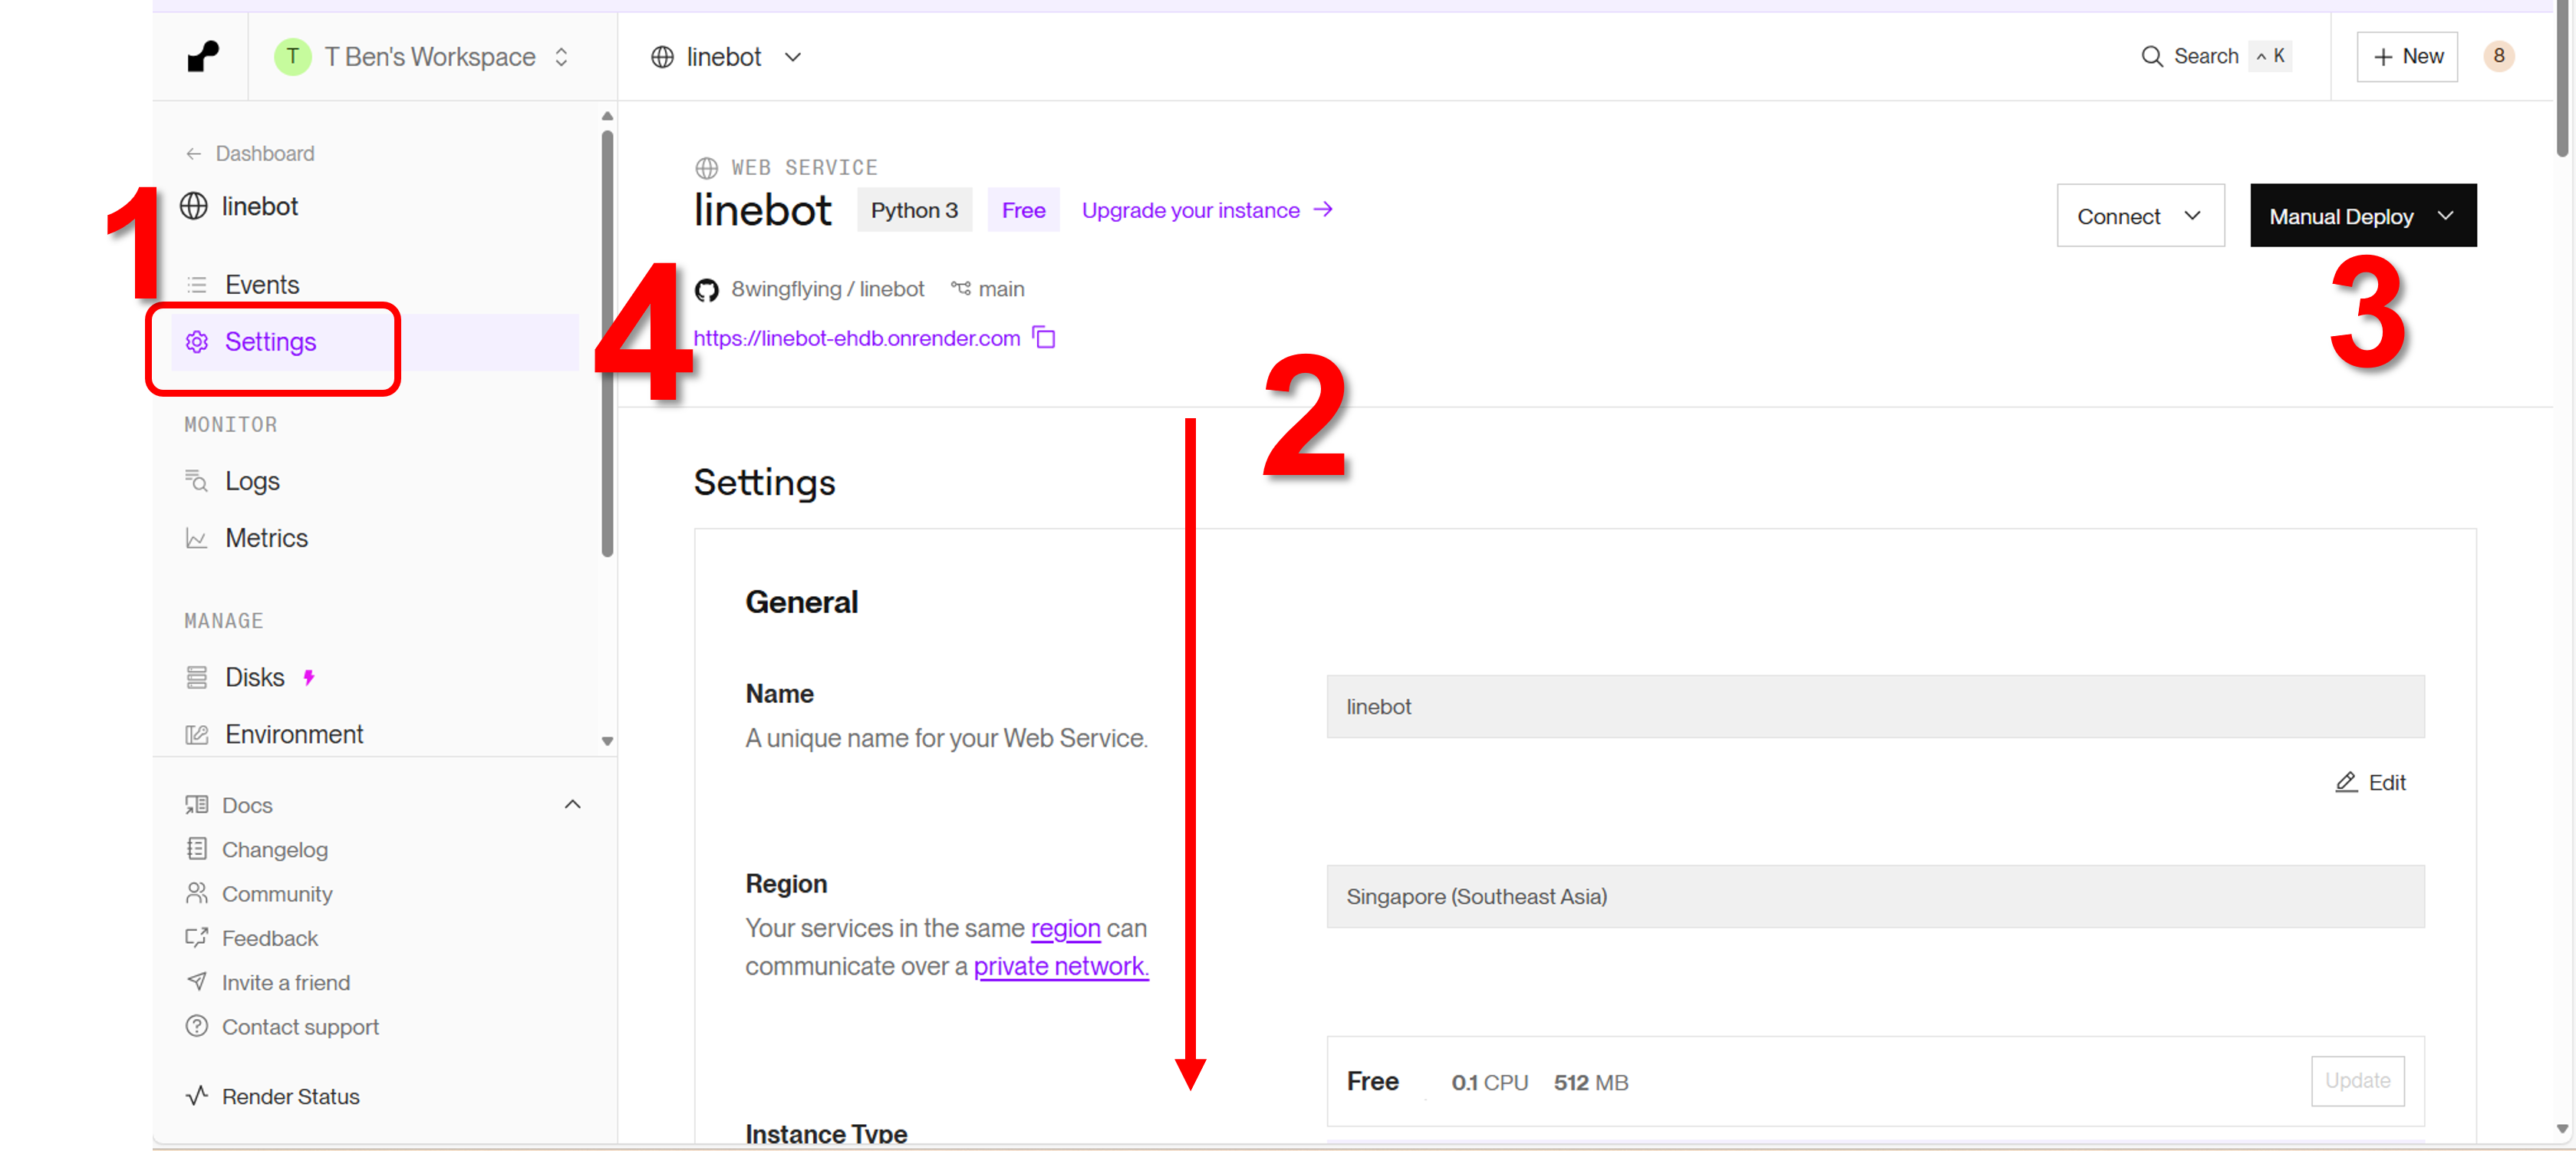 T T Ben's Workspace
linebot
Search ^ K
+ New
8
← Dashboard
1
linebot
Events
Settings
MONITOR
Logs
Metrics
MANAGE
Disks
Environment
Docs
Changelog
Community
Feedback
Invite a friend
Contact support
Render Status
WEB SERVICE
linebot Python 3 Free Upgrade your instance →
Connect
Manual Deploy
3
4
8wingflying / linebot main
https://linebot-ehdb.onrender.com
2
Settings
General
Name
A unique name for your Web Service.
linebot
Edit
Region
Your services in the same region can
communicate over a private network.
Singapore (Southeast Asia)
Free 0.1 CPU 512 MB
Update
Instance Type